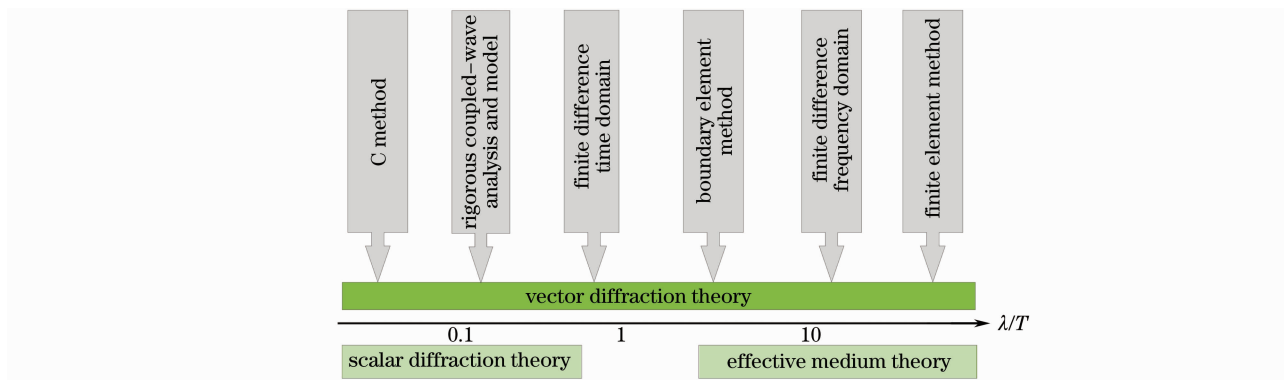 C method
rigorous coupled-wave
analysis and model
finite difference
time domain
boundary element
method
finite difference
frequency domain
finite element method
vector diffraction theory
λ/T
0.1
1
10
scalar diffraction theory
effective medium theory